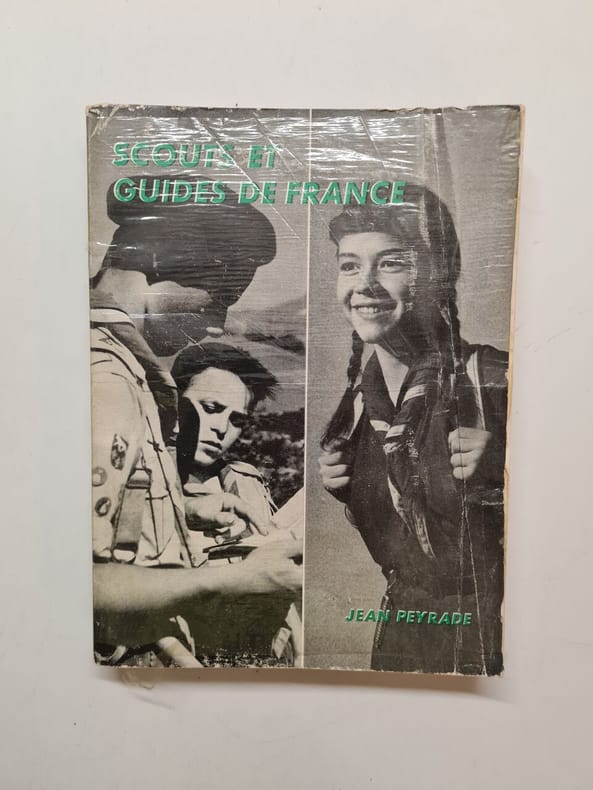 SCOUTS ET
GUIDES DE FRANCE
JEAN PEYRADE